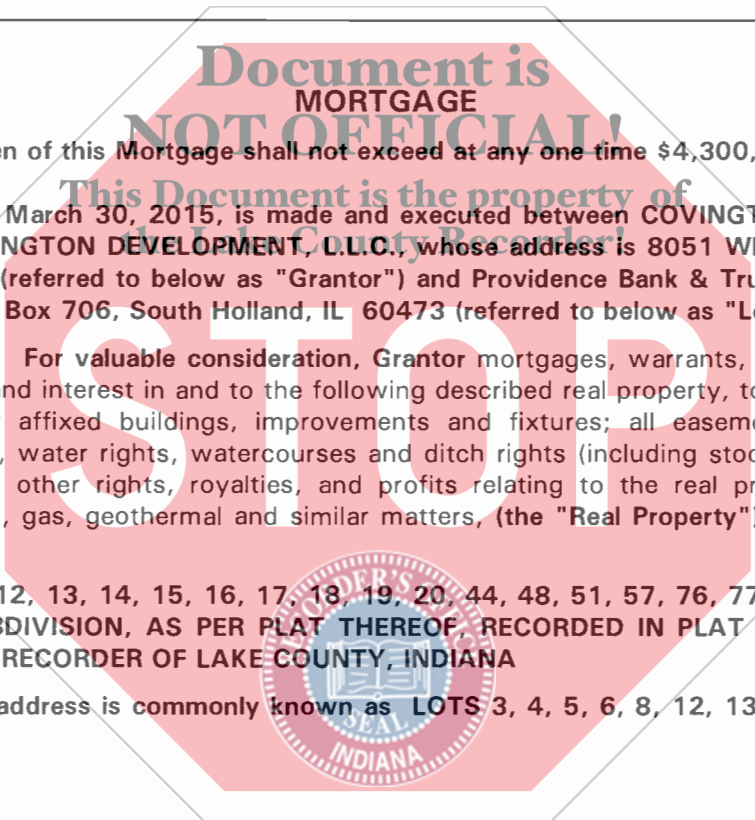 Document is
MORTGAGE
NOT OFFICIAL!
en of this Mortgage shall not exceed at any one time $4,300,
This Document is the property of
March 30, 2015, is made and executed between COVINGT
the Lake County Recorder!
NGTON DEVELOPMENT, L.L.C., whose address is 8051 WI
(referred to below as "Grantor") and Providence Bank & Tru
Box 706, South Holland, IL 60473 (referred to below as "L
STOP
For valuable consideration, Grantor mortgages, warrants,
nd interest in and to the following described real property, to
affixed buildings, improvements and fixtures; all easem
, water rights, watercourses and ditch rights (including stoc
other rights, royalties, and profits relating to the real pr
, gas, geothermal and similar matters, (the "Real Property")
12, 13, 14, 15, 16, 17, 18, 19, 20, 44, 48, 51, 57, 76, 77
BDIVISION, AS PER PLAT THEREOF, RECORDED IN PLAT
RECORDER OF LAKE COUNTY, INDIANA
address is commonly known as LOTS 3, 4, 5, 6, 8, 12, 13
SEAL
INDIANA